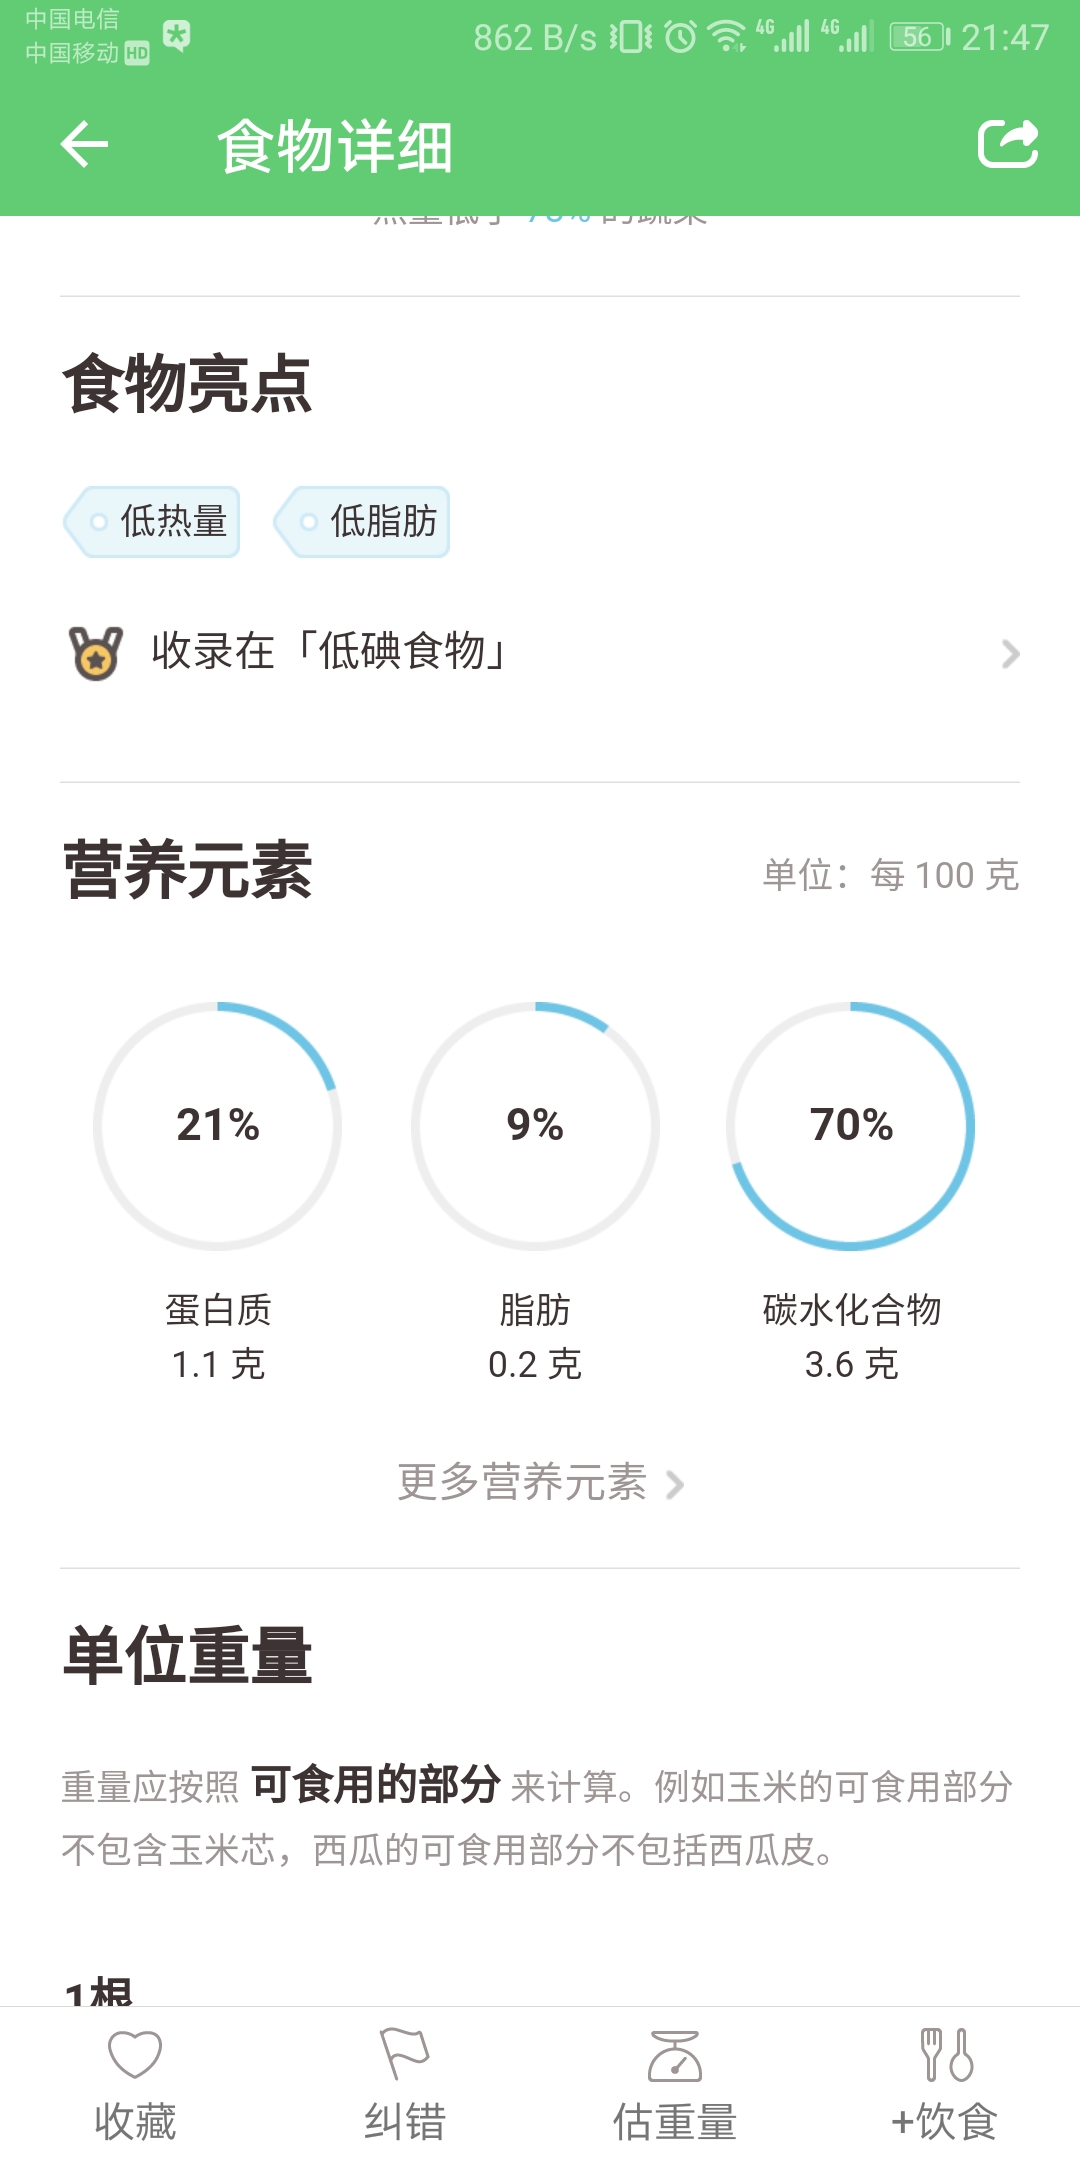 中国电信
中国移动 HD
862 B/s 4G 4G 56 21:47
食物详细
食物亮点
低热量 低脂肪
收录在「低碘食物」
营养元素 单位：每 100 克
21% 9% 70%
蛋白质 脂肪 碳水化合物
1.1 克 0.2 克 3.6 克
更多营养元素
单位重量
重量应按照 可食用的部分 来计算。例如玉米的可食用部分
不包含玉米芯，西瓜的可食用部分不包括西瓜皮。
1根
收藏 纠错 估重量 +饮食